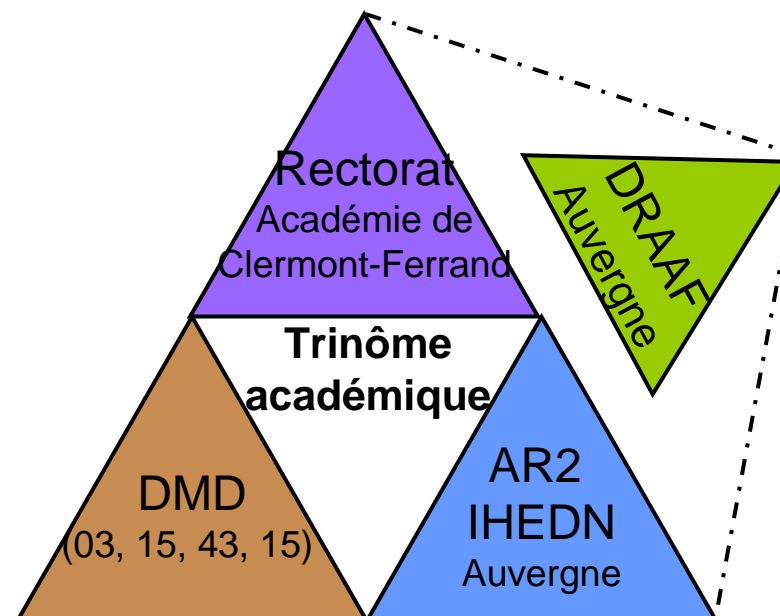 Rectorat
Académie de
Clermont-Ferrand
DRAAF
Auvergne
Trinôme
académique
DMD
(03, 15, 43, 15)
AR2
IHEDN
Auvergne